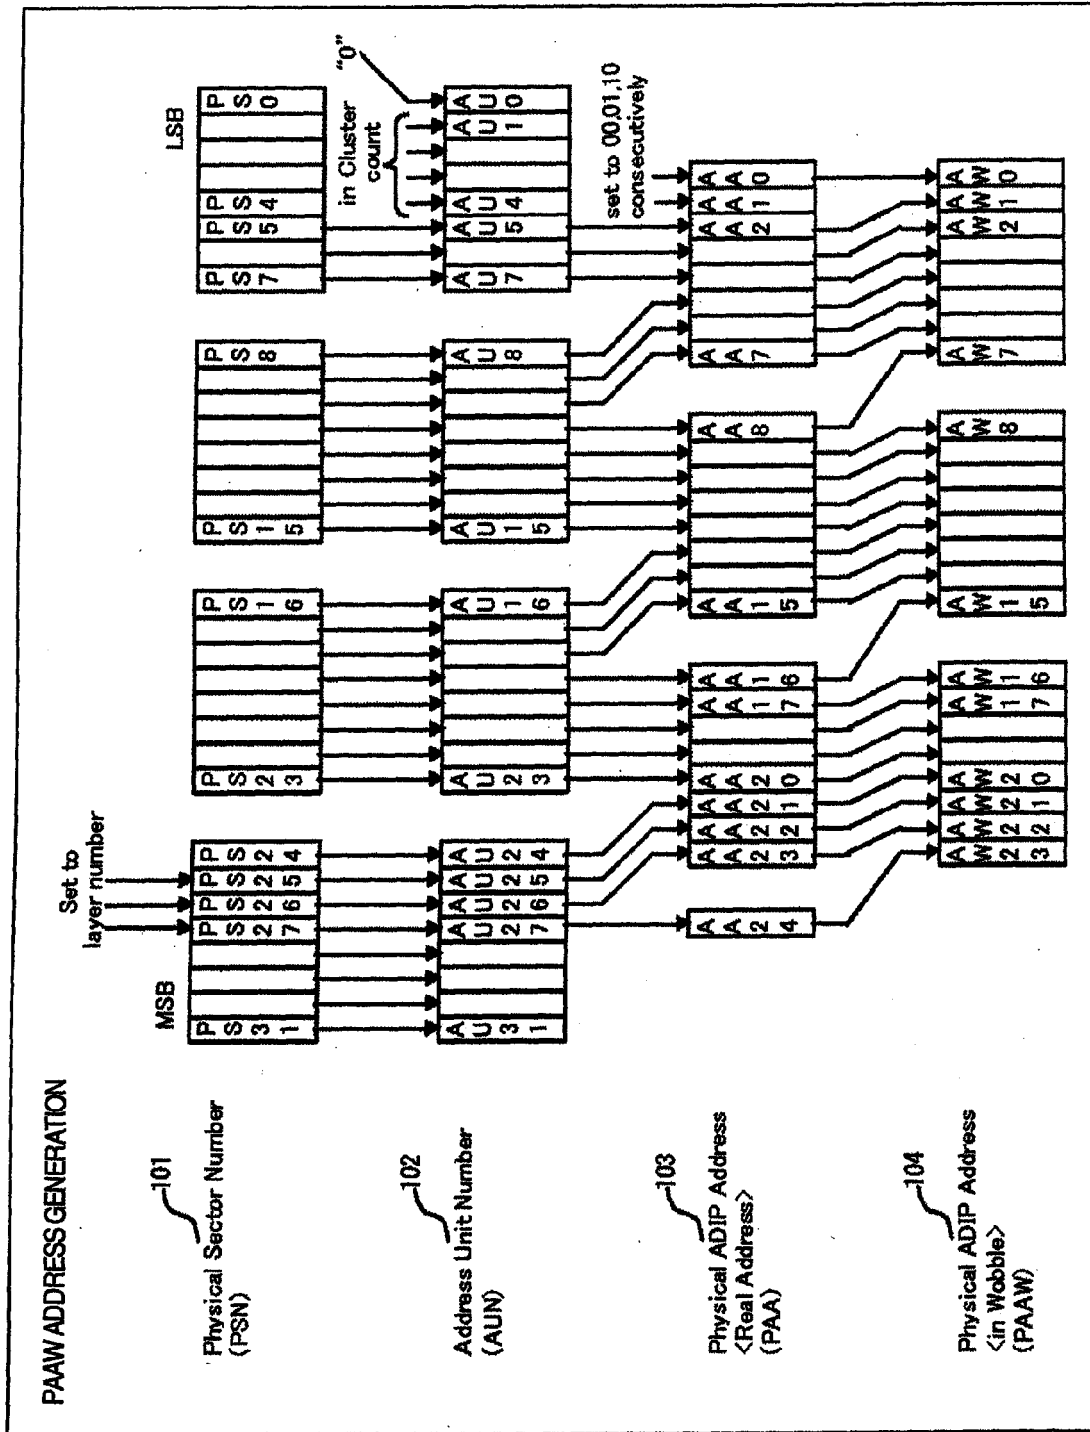 PAAW ADDRESS GENERATION
Set to
layer number
MSB
LSB
101
Physical Sector Number
(PSN)
PS31
PS27
PS26
PS25
PS24
PS23
PS16
PS15
PS8
PS7
PS5
PS4
PS0
in Cluster
count
"0"
102
Address Unit Number
(AUN)
AU31
AU27
AU26
AU25
AU24
AU23
AU16
AU15
AU8
AU7
AU5
AU4
AU1
AU0
set to 00,01,10
consecutively
103
Physical ADIP Address
<Real Address>
(PAA)
AA24
AA23
AA22
AA21
AA20
AA17
AA16
AA15
AA8
AA7
AA2
AA1
AA0
104
Physical ADIP Address
<in Wobble>
(PAAW)
AW23
AW22
AW21
AW20
AW17
AW16
AW15
AW8
AW7
AW2
AW1
AW0